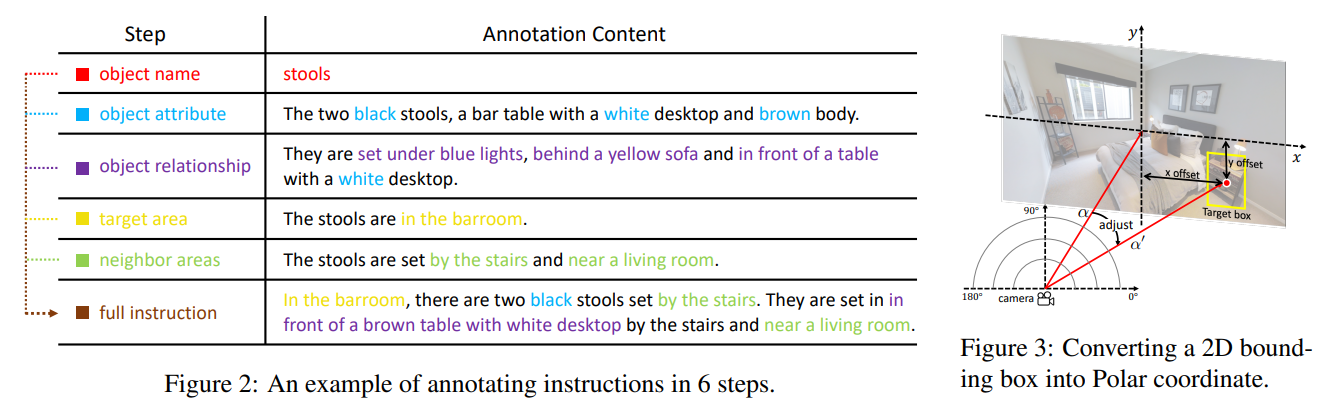 Step Annotation Content
object name stools
object attribute The two black stools, a bar table with a white desktop and brown body.
object relationship They are set under blue lights, behind a yellow sofa and in front of a table
with a white desktop.
target area The stools are in the barroom.
neighbor areas The stools are set by the stairs and near a living room.
full instruction In the barroom, there are two black stools set by the stairs. They are set in in
front of a brown table with white desktop by the stairs and near a living room.
Figure 2: An example of annotating instructions in 6 steps.
y
x
y offset
x offset
Target box
90°
α
adjust
α'
180°
camera
0°
Figure 3: Converting a 2D bound-
ing box into Polar coordinate.